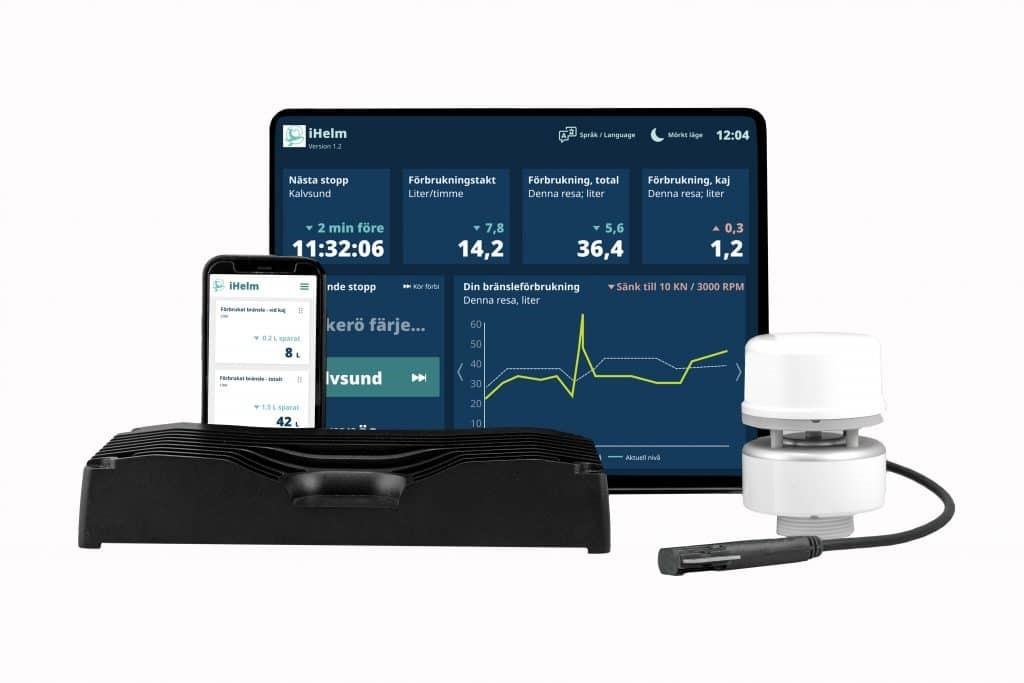 iHelm
Version 1.2
Språk / Language
Mörkt läge
12:04
Nästa stopp
Kalvsund
2 min före
11:32:06
Förbrukningstakt
Liter/timme
7,8
14,2
Förbrukning, total
Denna resa; liter
5,6
36,4
Förbrukning, kaj
Denna resa; liter
0,3
1,2
nde stopp
Kör förbi
kerö färje...
lvsund
Din bränsleförbrukning
Denna resa, liter
Sänk till 10 KN / 3000 RPM
60
50
40
30
20
10
Aktuell nivå
iHelm
Förbrukat bränsle - vid kaj
0.2 L sparat
8 L
Förbrukat bränsle - totalt
1.5 L sparat
42 L